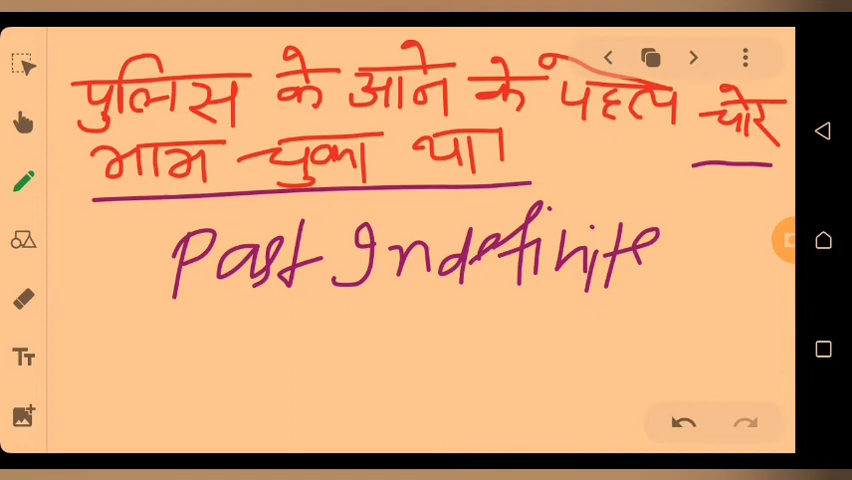 पुलिस के आने के पहले चोर
भाग चुका था।
Past Indefinite